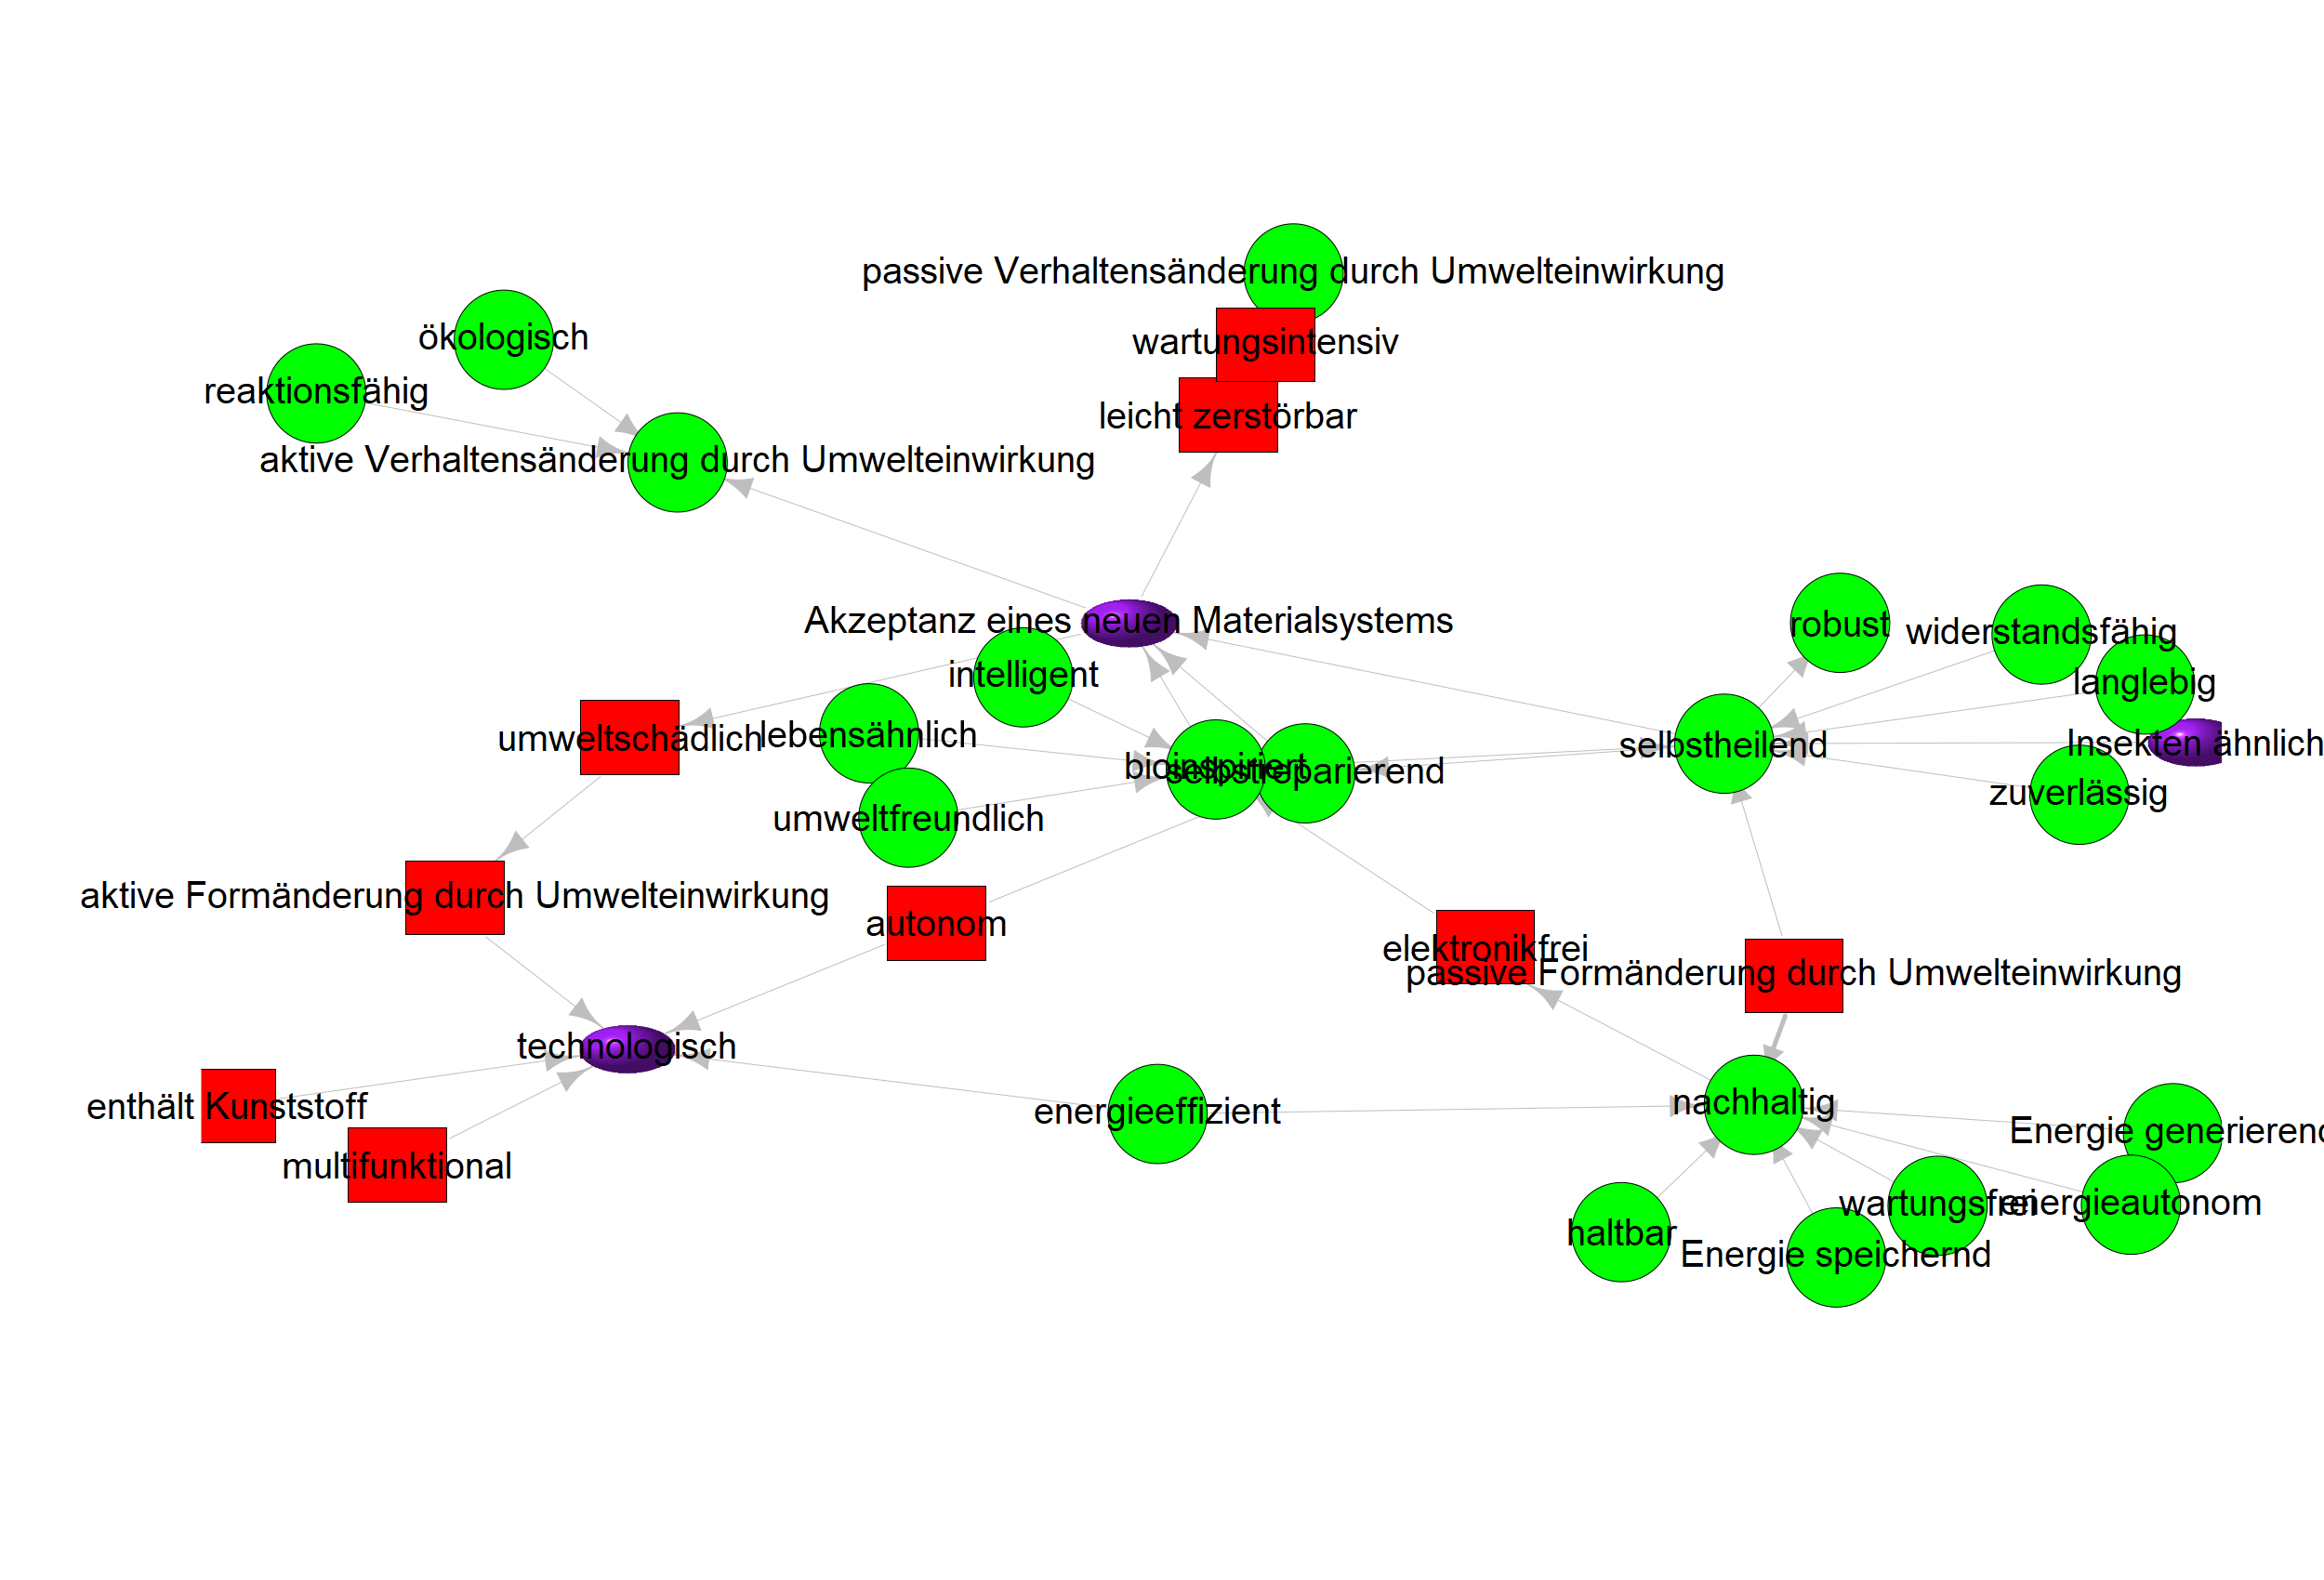 passive Verhaltensänderung durch Umwelteinwirkung
ökologisch
wartungsintensiv
reaktionsfähig
leicht zerstörbar
aktive Verhaltensänderung durch Umwelteinwirkung
Akzeptanz eines neuen Materialsystems
robust
widerstandsfähig
intelligent
langlebig
umweltschädlich
lebensähnlich
selbstheilend
Insekten ähnlich
bioinspiriert
selbstreparierend
zuverlässig
umweltfreundlich
aktive Formänderung durch Umwelteinwirkung
autonom
elektronikfrei
passive Formänderung durch Umwelteinwirkung
technologisch
enthält Kunststoff
energieeffizient
nachhaltig
Energie generierend
multifunktional
wartungsfrei
energieautonom
haltbar
Energie speichernd